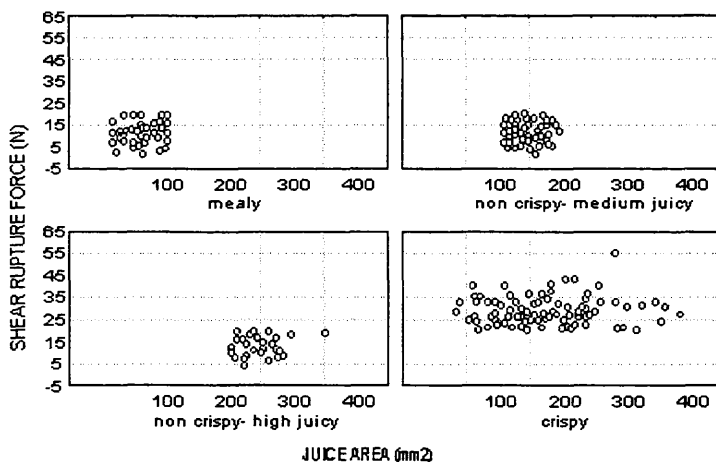 65
55
45
35
25
15
5
-5
100 200 300 400
mealy
100 200 300 400
non crispy- medium juicy
SHEAR RUPTURE FORCE (N)
65
55
45
35
25
15
5
-5
100 200 300 400
non crispy- high juicy
100 200 300 400
crispy
JUICE AREA (mm2)